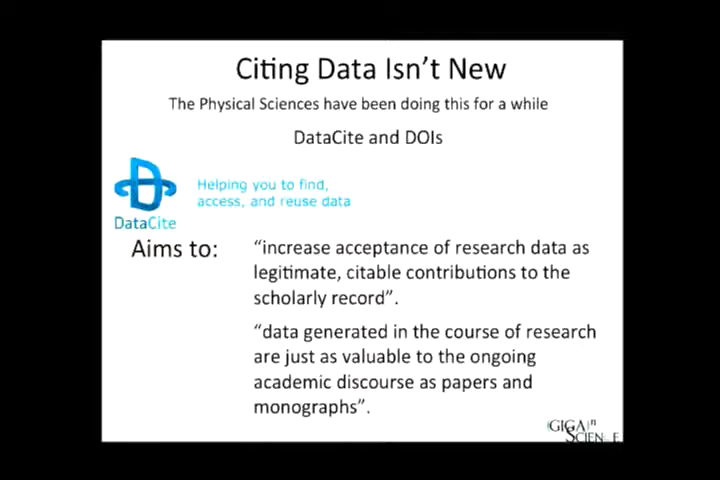 Citing Data Isn't New
The Physical Sciences have been doing this for a while
DataCite and DOIs
Helping you to find,
access, and reuse data
DataCite
Aims to:
"increase acceptance of research data as
legitimate, citable contributions to the
scholarly record".
"data generated in the course of research
are just as valuable to the ongoing
academic discourse as papers and
monographs".
(GIGA)n
SCIENCE